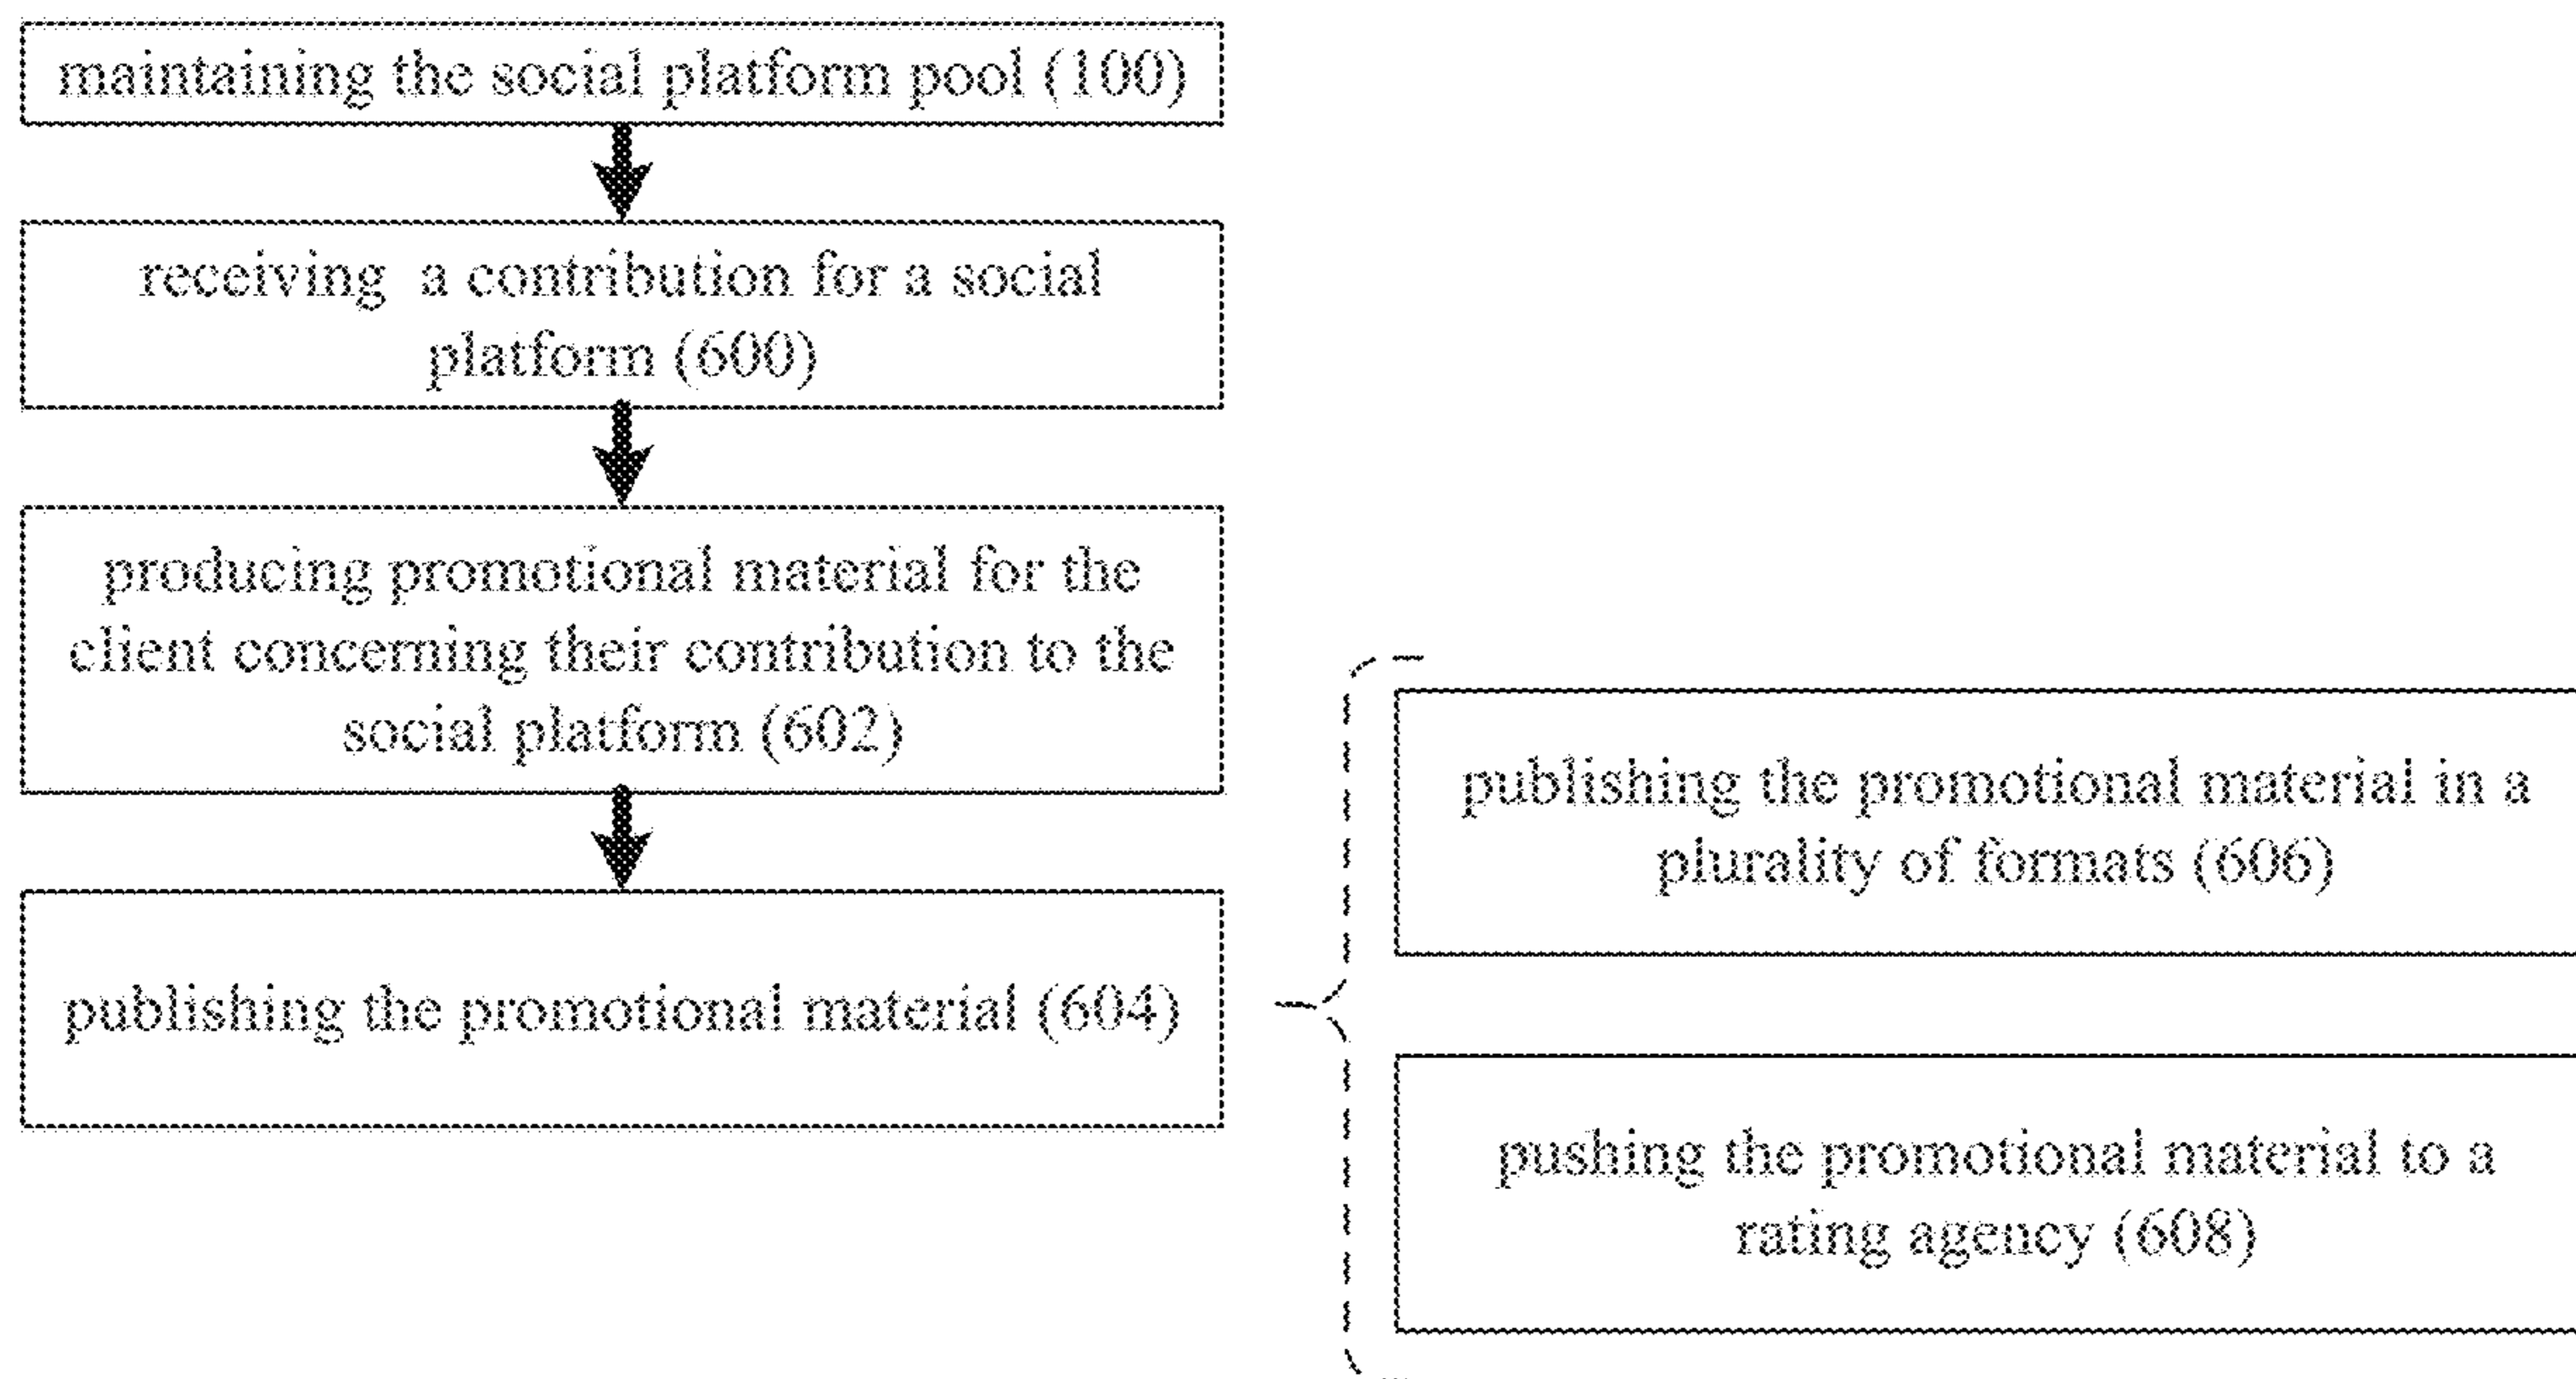 maintaining the social platform pool (100)
receiving a contribution for a social
platform (600)
producing promotional material for the
client concerning their contribution to the
social platform (602)
publishing the promotional material (604)
publishing the promotional material in a
plurality of formats (606)
pushing the promotional material to a
rating agency (608)